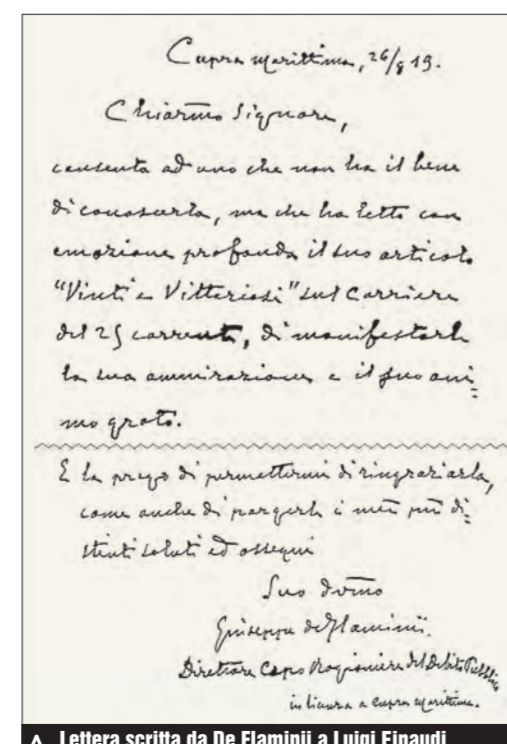 Cupra Marittima, 26/8 19.
Chiarmo Signore,
consenta ad uno che non ha il bene
di conoscerla, ma che ha letto con
emozione profonda il suo articolo
"Vinti e Vittoriosi" sul Corriere
del 25 corrente, di manifestarle
la sua ammirazione e il suo ani=
mo grato.
E la prego di permettermi di ringraziarla,
come anche di porgerle i miei più di=
stinti saluti ed ossequi
Suo dvmo
Giuseppe de Flaminii.
Direttore Capo Ragioniere del Debito Pubblico
in licenza a Cupra Marittima.
Lettera scritta da De Flaminii a Luigi Einaudi